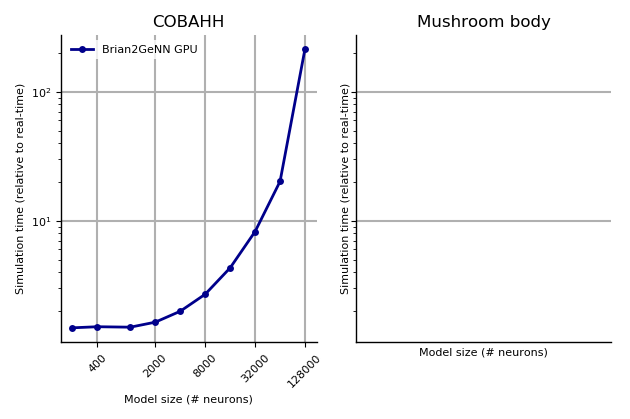 COBAHH
Brian2GeNN GPU
Simulation time (relative to real-time)
10²
10¹
400
2000
8000
32000
128000
Model size (# neurons)
Mushroom body
Simulation time (relative to real-time)
Model size (# neurons)